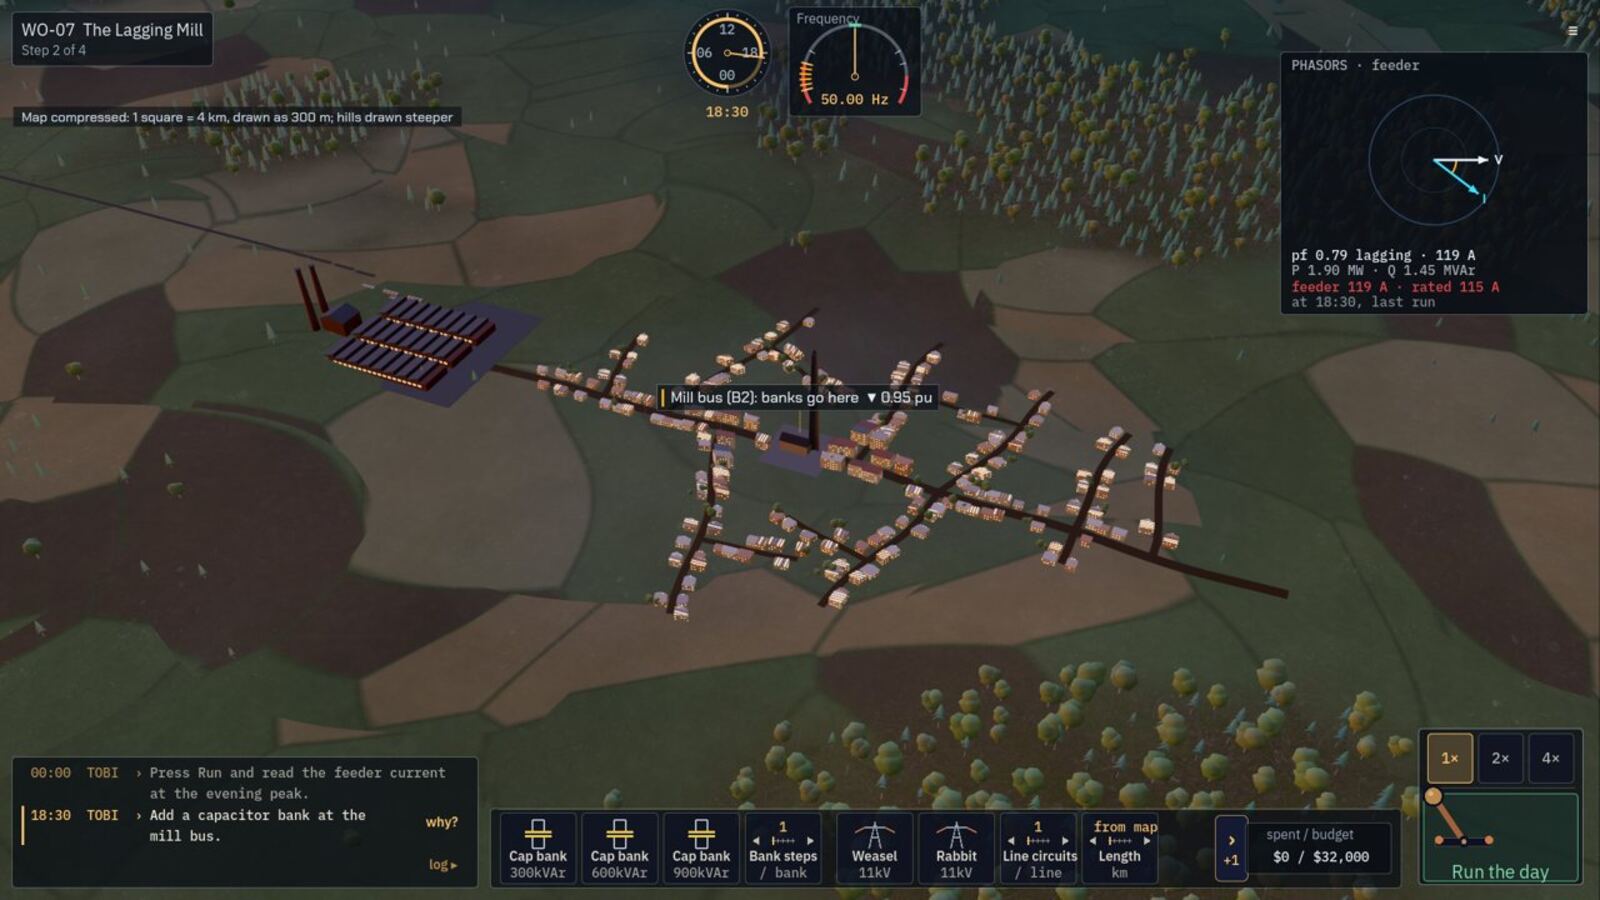 WO-07 The Lagging Mill
Step 2 of 4
Map compressed: 1 square = 4 km, drawn as 300 m; hills drawn steeper
12
06 18
00
18:30
Frequency
50.00 Hz
PHASORS · feeder
V
I
pf 0.79 lagging · 119 A
P 1.90 MW · Q 1.45 MVAr
feeder 119 A · rated 115 A
at 18:30, last run
Mill bus (B2): banks go here ▼ 0.95 pu
00:00 TOBI › Press Run and read the feeder current
at the evening peak.
18:30 TOBI › Add a capacitor bank at the
mill bus.
why?
log ▸
Cap bank
300kVAr
Cap bank
600kVAr
Cap bank
900kVAr
1
Bank steps
/ bank
Weasel
11kV
Rabbit
11kV
1
Line circuits
/ line
from map
Length
km
›
+1
spent / budget
$0 / $32,000
1× 2× 4×
Run the day